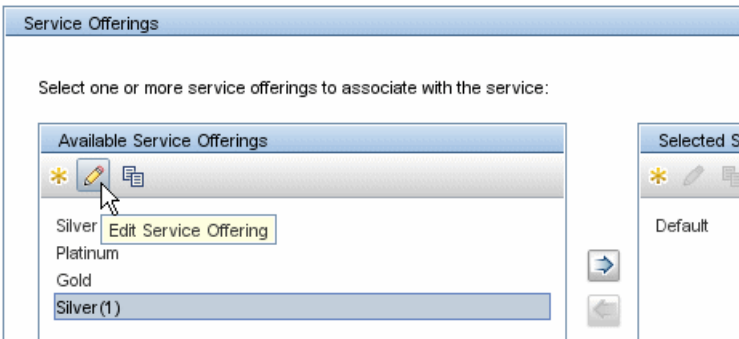 Service Offerings
Select one or more service offerings to associate with the service:
Available Service Offerings
Selected S
Silver
Edit Service Offering
Platinum
Gold
Silver(1)
Default